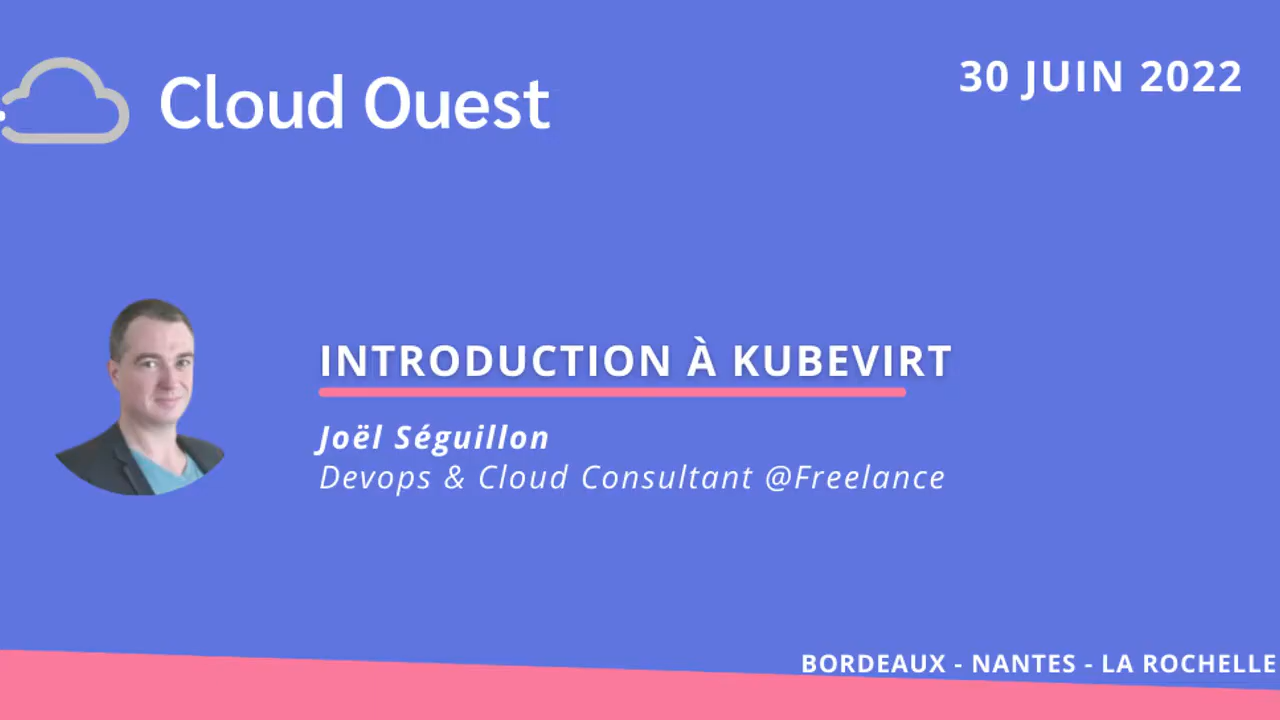 Cloud Ouest
30 JUIN 2022
INTRODUCTION À KUBEVIRT
Joël Séguillon
Devops & Cloud Consultant @Freelance
BORDEAUX - NANTES - LA ROCHELLE